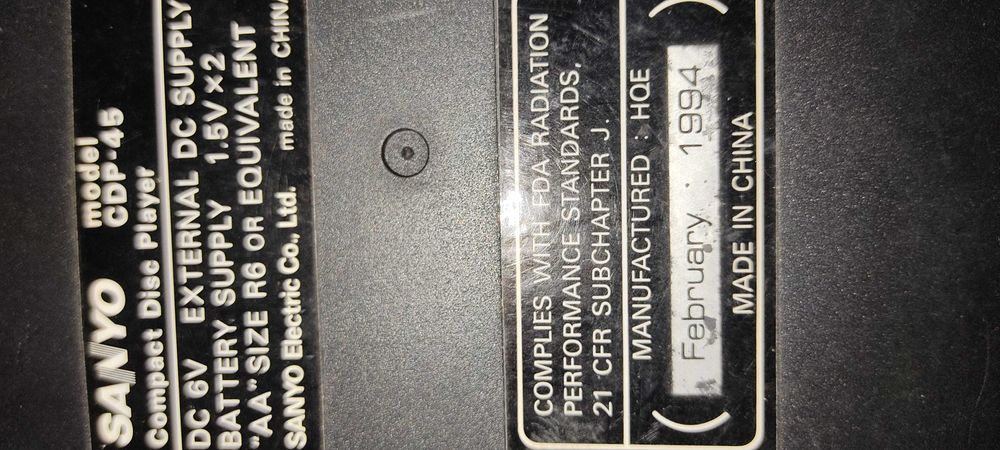 SANYO model CDP-45
Compact Disc Player
DC 6V EXTERNAL DC SUPPLY
BATTERY SUPPLY 1.5V×2
"AA"SIZE R6 OR EQUIVALENT
SANYO Electric Co., Ltd. made in CHINA
COMPLIES WITH FDA RADIATION
PERFORMANCE STANDARDS,
21 CFR SUBCHAPTER J.
MANUFACTURED : HQE
( February . 1994 )
MADE IN CHINA